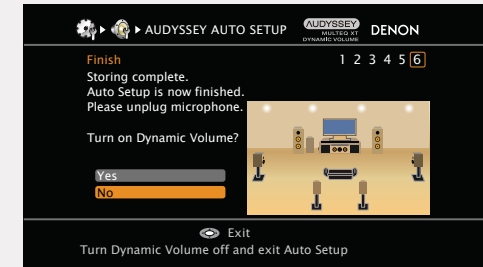 AUDYSSEY AUTO SETUP
AUDYSSEY
MULTEQ XT
DYNAMIC VOLUME
DENON
Finish
1 2 3 4 5 6
Storing complete.
Auto Setup is now finished.
Please unplug microphone.
Turn on Dynamic Volume?
Yes
No
Exit
Turn Dynamic Volume off and exit Auto Setup